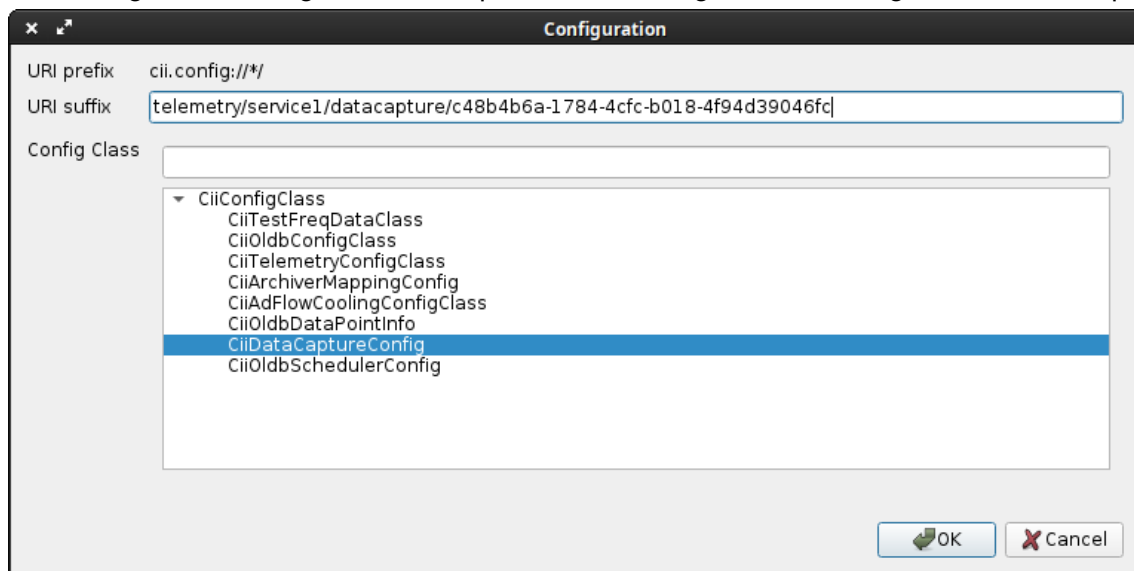 Configuration
URI prefix cii.config://*/
URI suffix telemetry/service1/datacapture/c48b4b6a-1784-4cfc-b018-4f94d39046fc
Config Class
CiiConfigClass
CiiTestFreqDataClass
CiiOldbConfigClass
CiiTelemetryConfigClass
CiiArchiverMappingConfig
CiiAdFlowCoolingConfigClass
CiiOldbDataPointInfo
CiiDataCaptureConfig
CiiOldbSchedulerConfig
OK Cancel